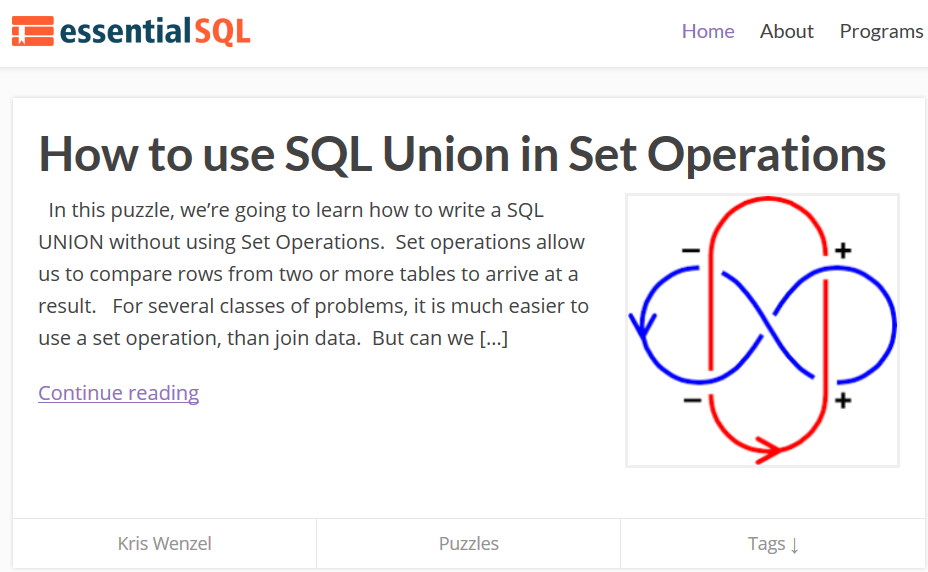 essentialSQL
Home About Programs
How to use SQL Union in Set Operations
In this puzzle, we’re going to learn how to write a SQL
UNION without using Set Operations.  Set operations allow
us to compare rows from two or more tables to arrive at a
result.   For several classes of problems, it is much easier to
use a set operation, than join data.  But can we [...]
Continue reading
− +
− +
Kris Wenzel Puzzles Tags ↓